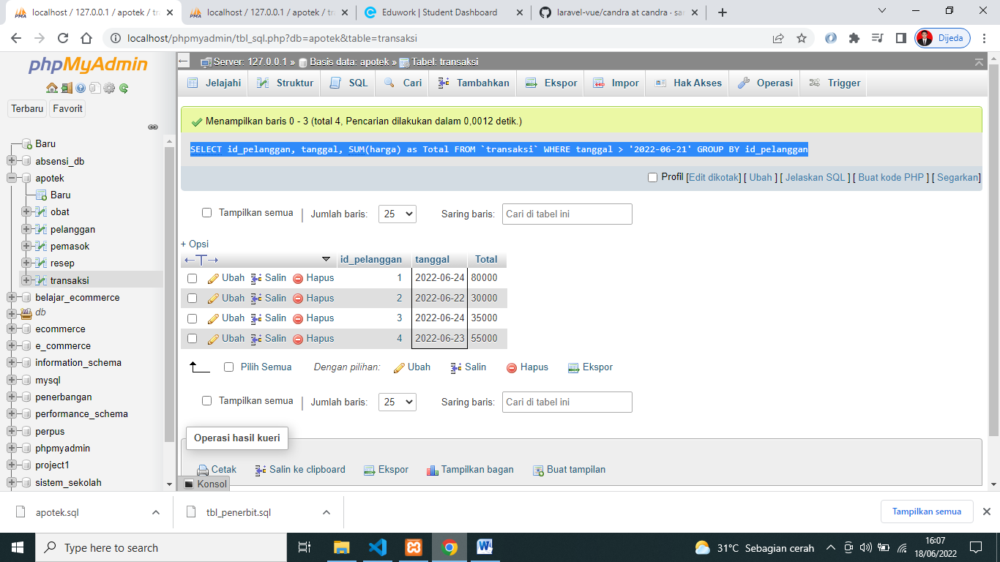 localhost / 127.0.0.1 / apotek / tr
localhost / 127.0.0.1 / apotek / tr
Eduwork | Student Dashboard
laravel-vue/candra at candra · sar
localhost/phpmyadmin/tbl_sql.php?db=apotek&table=transaksi
Dijeda
phpMyAdmin
Terbaru Favorit
Baru
absensi_db
apotek
Baru
obat
pelanggan
pemasok
resep
transaksi
belajar_ecommerce
db
ecommerce
e_commerce
information_schema
mysql
penerbangan
performance_schema
perpus
phpmyadmin
project1
sistem_sekolah
Server: 127.0.0.1 » Basis data: apotek » Tabel: transaksi
Jelajahi Struktur SQL Cari Tambahkan Ekspor Impor Hak Akses Operasi Trigger
Menampilkan baris 0 - 3 (total 4, Pencarian dilakukan dalam 0,0012 detik.)
SELECT id_pelanggan, tanggal, SUM(harga) as Total FROM `transaksi` WHERE tanggal > '2022-06-21' GROUP BY id_pelanggan
Profil [Edit dikotak] [ Ubah ] [ Jelaskan SQL ] [ Buat kode PHP ] [ Segarkan]
Tampilkan semua | Jumlah baris: 25 Saring baris: Cari di tabel ini
+ Opsi
←T→ id_pelanggan tanggal Total
Ubah Salin Hapus 1 2022-06-24 80000
Ubah Salin Hapus 2 2022-06-22 30000
Ubah Salin Hapus 3 2022-06-24 35000
Ubah Salin Hapus 4 2022-06-23 55000
Pilih Semua Dengan pilihan: Ubah Salin Hapus Ekspor
Tampilkan semua | Jumlah baris: 25 Saring baris: Cari di tabel ini
Operasi hasil kueri
Cetak Salin ke clipboard Ekspor Tampilkan bagan Buat tampilan
Konsol
apotek.sql
tbl_penerbit.sql
Tampilkan semua
Type here to search
31°C Sebagian cerah
16:07
18/06/2022